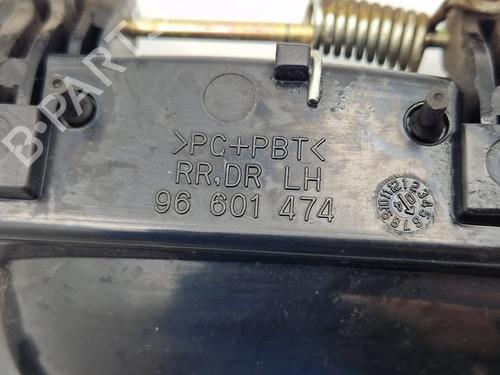 >PC+PBT<
RR,DR LH
96 601 474
B-PARTS